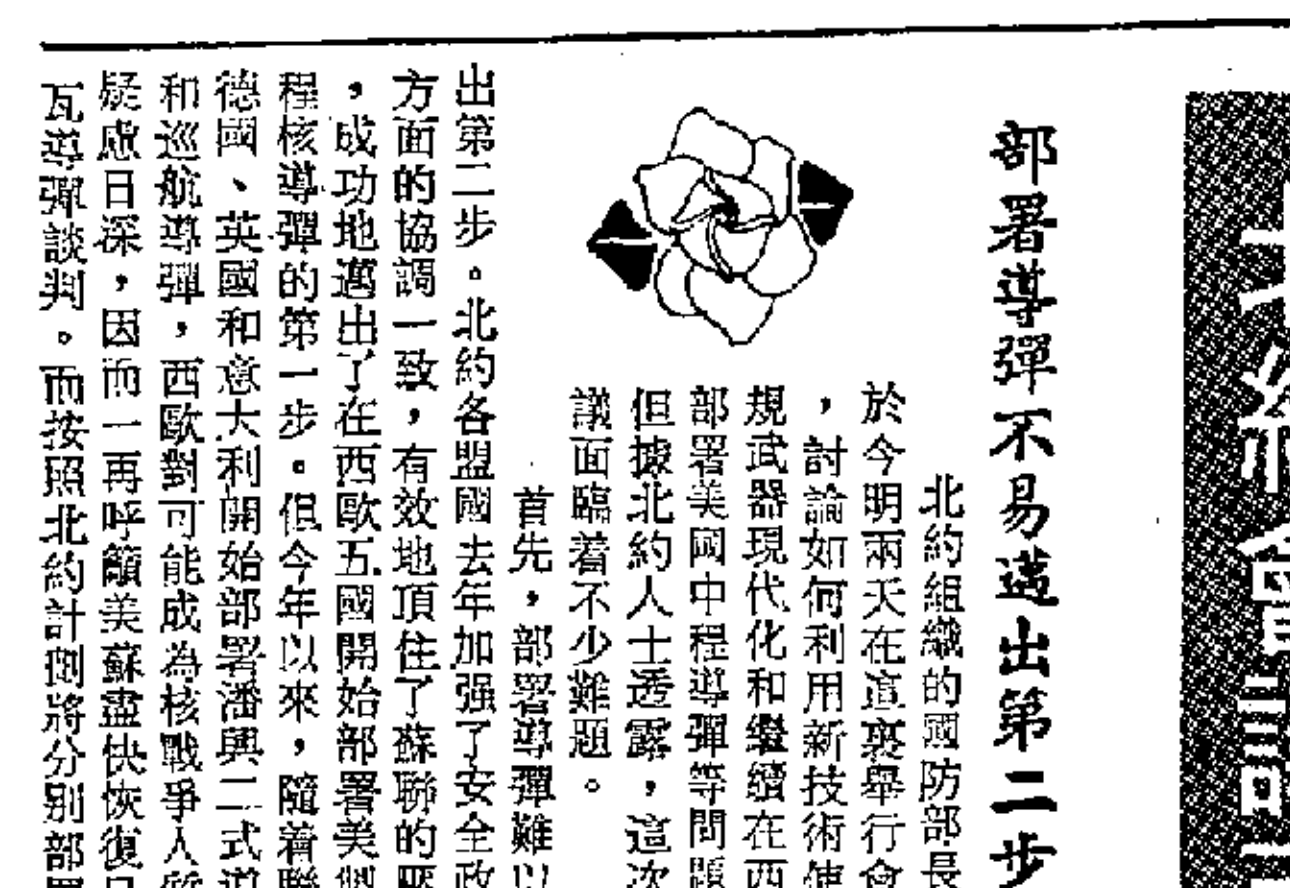 部署導彈不易邁出第二步
北約組織的國防部長
於今明兩天在這裏舉行會
，討論如何利用新技術使
規武器現代化和繼續在西
部署美國中程導彈等問題
但據北約人士透露，這次
議面臨着不少難題。
首先，部署導彈難以
出第二步。北約各盟國去年加强了安全政
方面的協調一致，有效地頂住了蘇聯的壓
，成功地邁出了在西歐五國開始部署美
程核導彈的第一步。但今年以來，隨着聯
德國、英國和意大利開始部署潘興二式導
和巡航導彈，西歐對可能成為核戰爭人質
疑慮日深，因而一再呼籲美蘇盡快恢復
瓦導彈談判。而按照北約計劃將分別部署